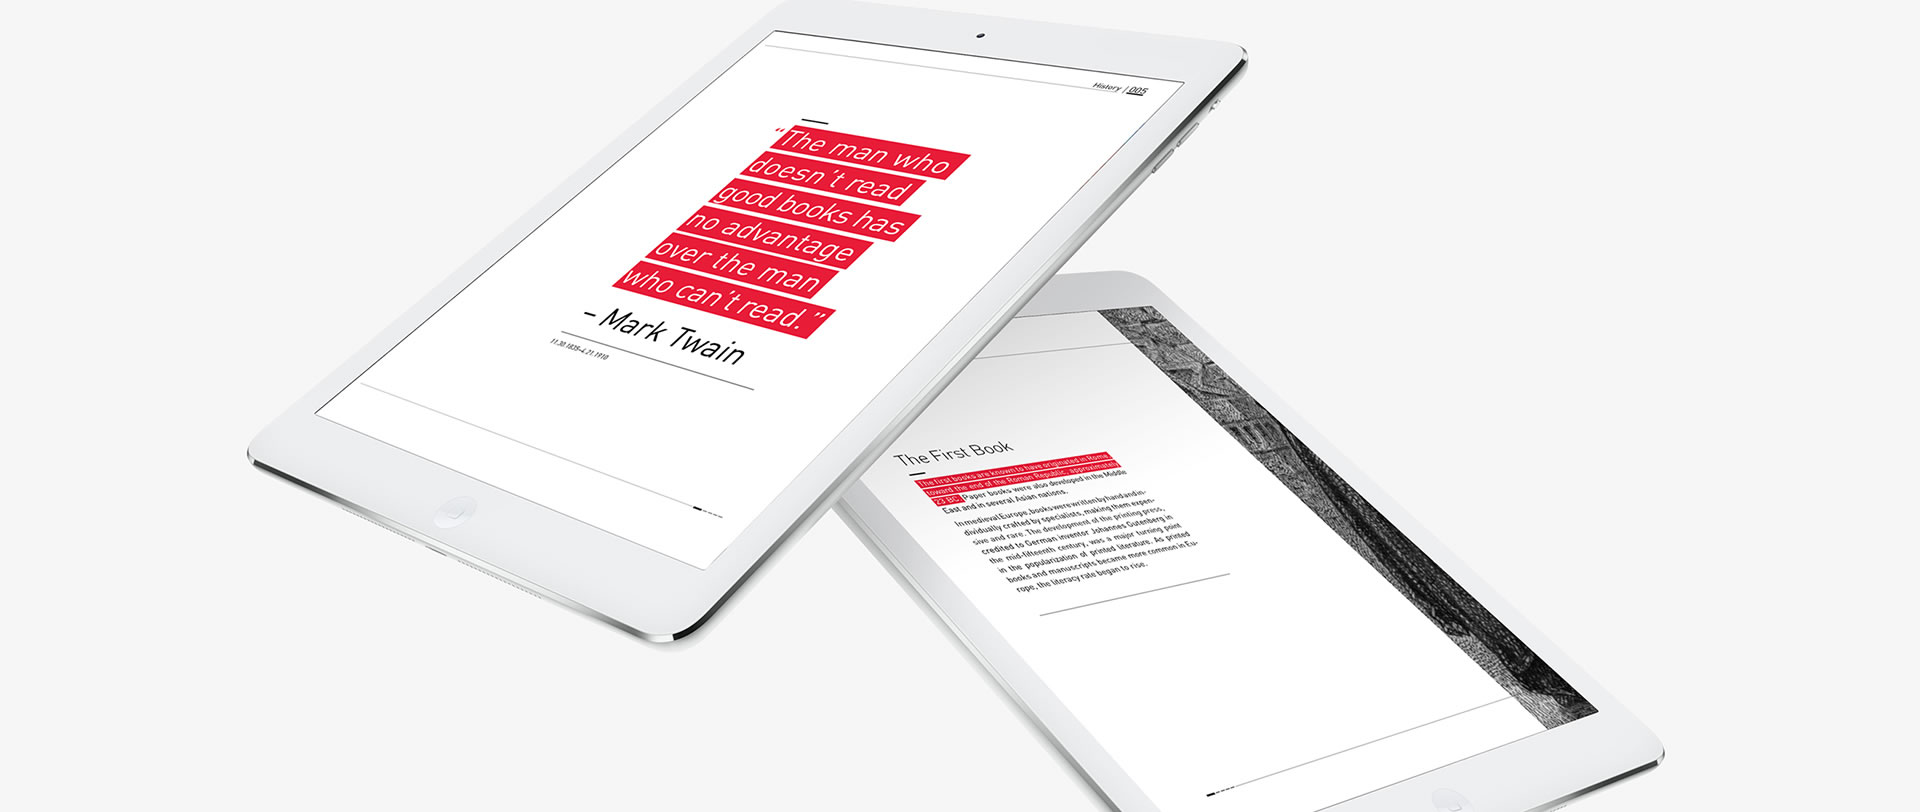 History | 005
“The man who
doesn't read
good books has
no advantage
over the man
who can't read.”
– Mark Twain
11.30.1835–4.21.1910
The First Book
The first books are known to have originated in Rome,
toward the end of the Roman Republic, approximately
23 BC. Paper books were also developed in the Middle
East and in several Asian nations.
In medieval Europe, books were written by hand and in-
dividually crafted by specialists, making them expen-
sive and rare. The development of the printing press,
credited to German inventor Johannes Gutenberg in
the mid-fifteenth century, was a major turning point
in the popularization of printed literature. As printed
books and manuscripts became more common in Eu-
rope, the literacy rate began to rise.